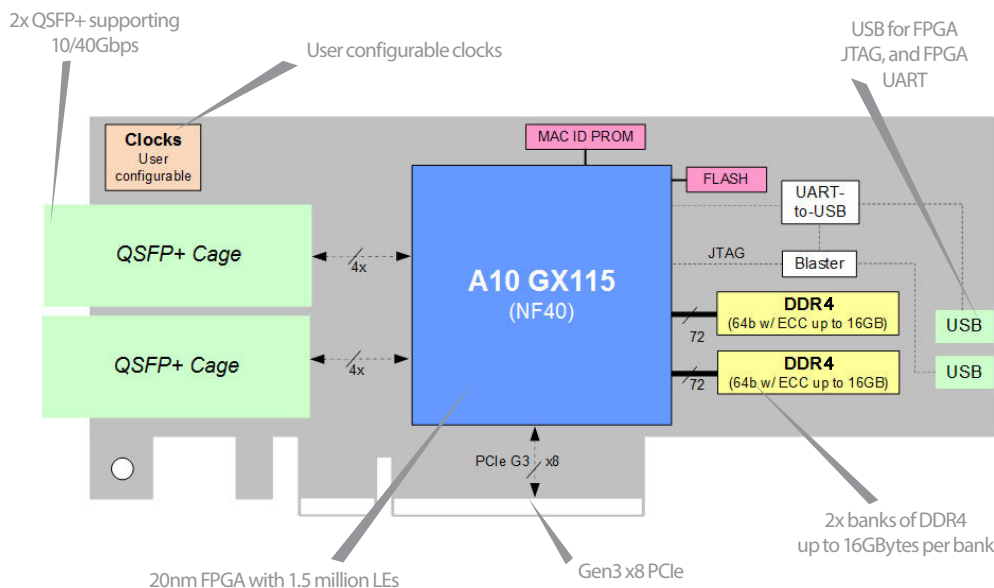 2x QSFP+ supporting
10/40Gbps
User configurable clocks
USB for FPGA
JTAG, and FPGA
UART
Clocks
User
configurable
MAC ID PROM
FLASH
UART-
to-USB
JTAG
Blaster
QSFP+ Cage
4x
QSFP+ Cage
4x
A10 GX115
(NF40)
DDR4
(64b w/ ECC up to 16GB)
72
DDR4
(64b w/ ECC up to 16GB)
72
USB
USB
PCIe G3 x8
2x banks of DDR4
up to 16GBytes per bank
20nm FPGA with 1.5 million LEs
Gen3 x8 PCIe